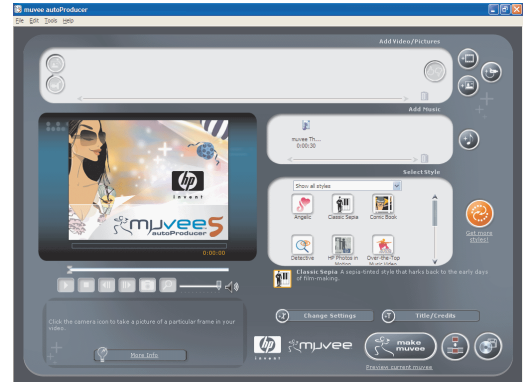 muvee autoProducer
File Edit Tools Help
Add Video/Pictures
Add Music
muvee Th...
0:00:30
Select Style
Show all styles
Angelic
Classic Sepia
Comic Book
Detective
HP Photos in Motion
Over-the-Top Music Video
Get more styles!
hp
invent
muvee 5
autoProducer
0:00:00
Classic Sepia A sepia-tinted style that harks back to the early days
of film-making.
Click the camera icon to take a picture of a particular frame in your
video.
More Info
Change Settings
Title/Credits
hp
invent
muvee
make
muvee
Preview current muvee